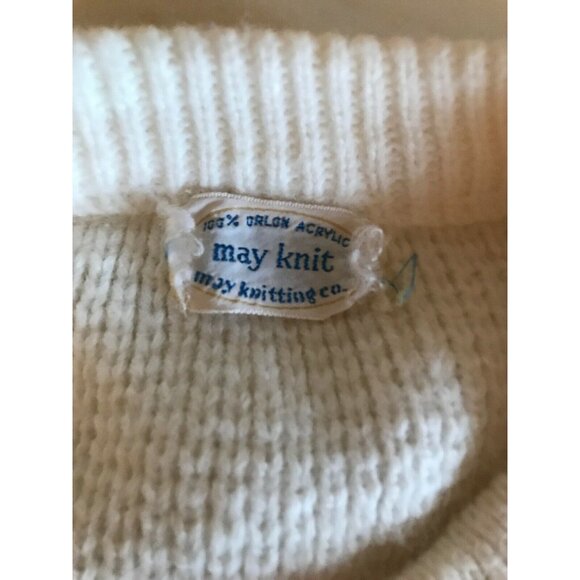 100% ORLON ACRYLIC
may knit
may knitting co.